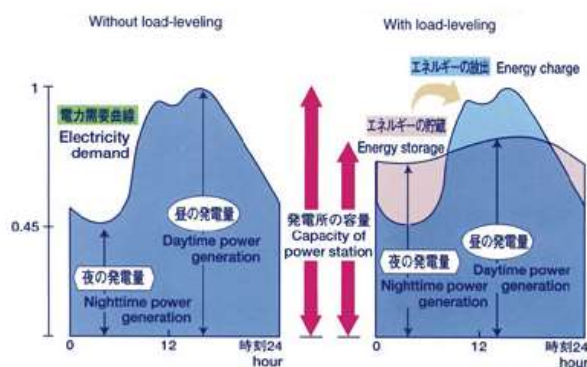 Without load-leveling
With load-leveling
1
0.45
電力需要曲線
Electricity
demand
昼の発電量
Daytime power
generation
夜の発電量
Nighttime power
generation
0
12
時刻24
hour
発電所の容量
Capacity of
power station
エネルギーの放出 Energy charge
エネルギーの貯蔵
Energy storage
昼の発電量
Daytime power
generation
夜の発電量
Nighttime power
generation
0
12
時刻24
hour